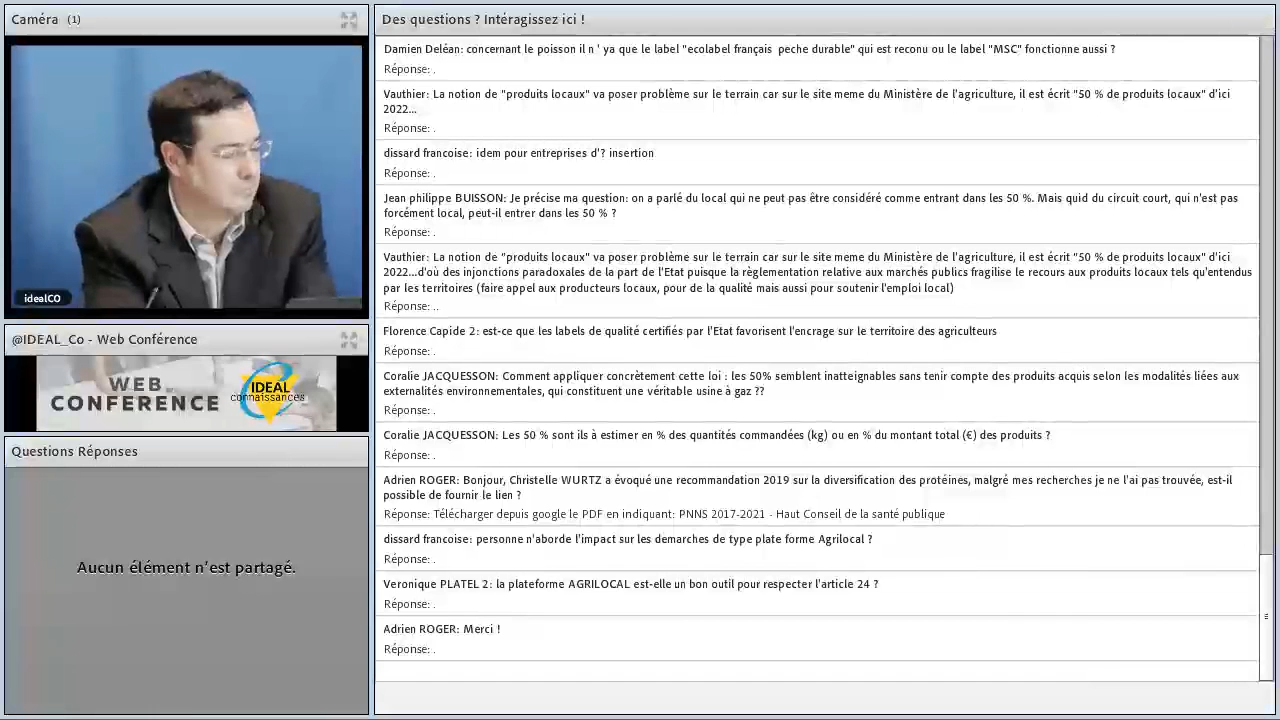 Caméra (1)
idealCO
@IDEAL_Co - Web Conférence
WEB
CONFERENCE
IDEAL
connaissances
Questions Réponses
Aucun élément n'est partagé.
Des questions ? Intéragissez ici !
Damien Deléan: concernant le poisson il n ' ya que le label "ecolabel français  peche durable" qui est reconu ou le label "MSC" fonctionne aussi ?
Réponse: .
Vauthier: La notion de "produits locaux" va poser problème sur le terrain car sur le site meme du Ministère de l'agriculture, il est écrit "50 % de produits locaux" d'ici
2022...
Réponse: .
dissard francoise: idem pour entreprises d'? insertion
Réponse: .
Jean philippe BUISSON: Je précise ma question: on a parlé du local qui ne peut pas être considéré comme entrant dans les 50 %. Mais quid du circuit court, qui n'est pas
forcément local, peut-il entrer dans les 50 % ?
Réponse: .
Vauthier: La notion de "produits locaux" va poser problème sur le terrain car sur le site meme du Ministère de l'agriculture, il est écrit "50 % de produits locaux" d'ici
2022...d'où des injonctions paradoxales de la part de l'Etat puisque la règlementation relative aux marchés publics fragilise le recours aux produits locaux tels qu'entendus
par les territoires (faire appel aux producteurs locaux, pour de la qualité mais aussi pour soutenir l'emploi local)
Réponse: ..
Florence Capide 2: est-ce que les labels de qualité certifiés par l'Etat favorisent l'encrage sur le territoire des agriculteurs
Réponse: .
Coralie JACQUESSON: Comment appliquer concrètement cette loi : les 50% semblent inatteignables sans tenir compte des produits acquis selon les modalités liées aux
externalités environnementales, qui constituent une véritable usine à gaz ??
Réponse: .
Coralie JACQUESSON: Les 50 % sont ils à estimer en % des quantités commandées (kg) ou en % du montant total (€) des produits ?
Réponse: .
Adrien ROGER: Bonjour, Christelle WURTZ a évoqué une recommandation 2019 sur la diversification des protéines, malgré mes recherches je ne l'ai pas trouvée, est-il
possible de fournir le lien ?
Réponse: Télécharger depuis google le PDF en indiquant: PNNS 2017-2021 - Haut Conseil de la santé publique
dissard francoise: personne n'aborde l'impact sur les demarches de type plate forme Agrilocal ?
Réponse: .
Veronique PLATEL 2: la plateforme AGRILOCAL est-elle un bon outil pour respecter l'article 24 ?
Réponse: .
Adrien ROGER: Merci !
Réponse: .